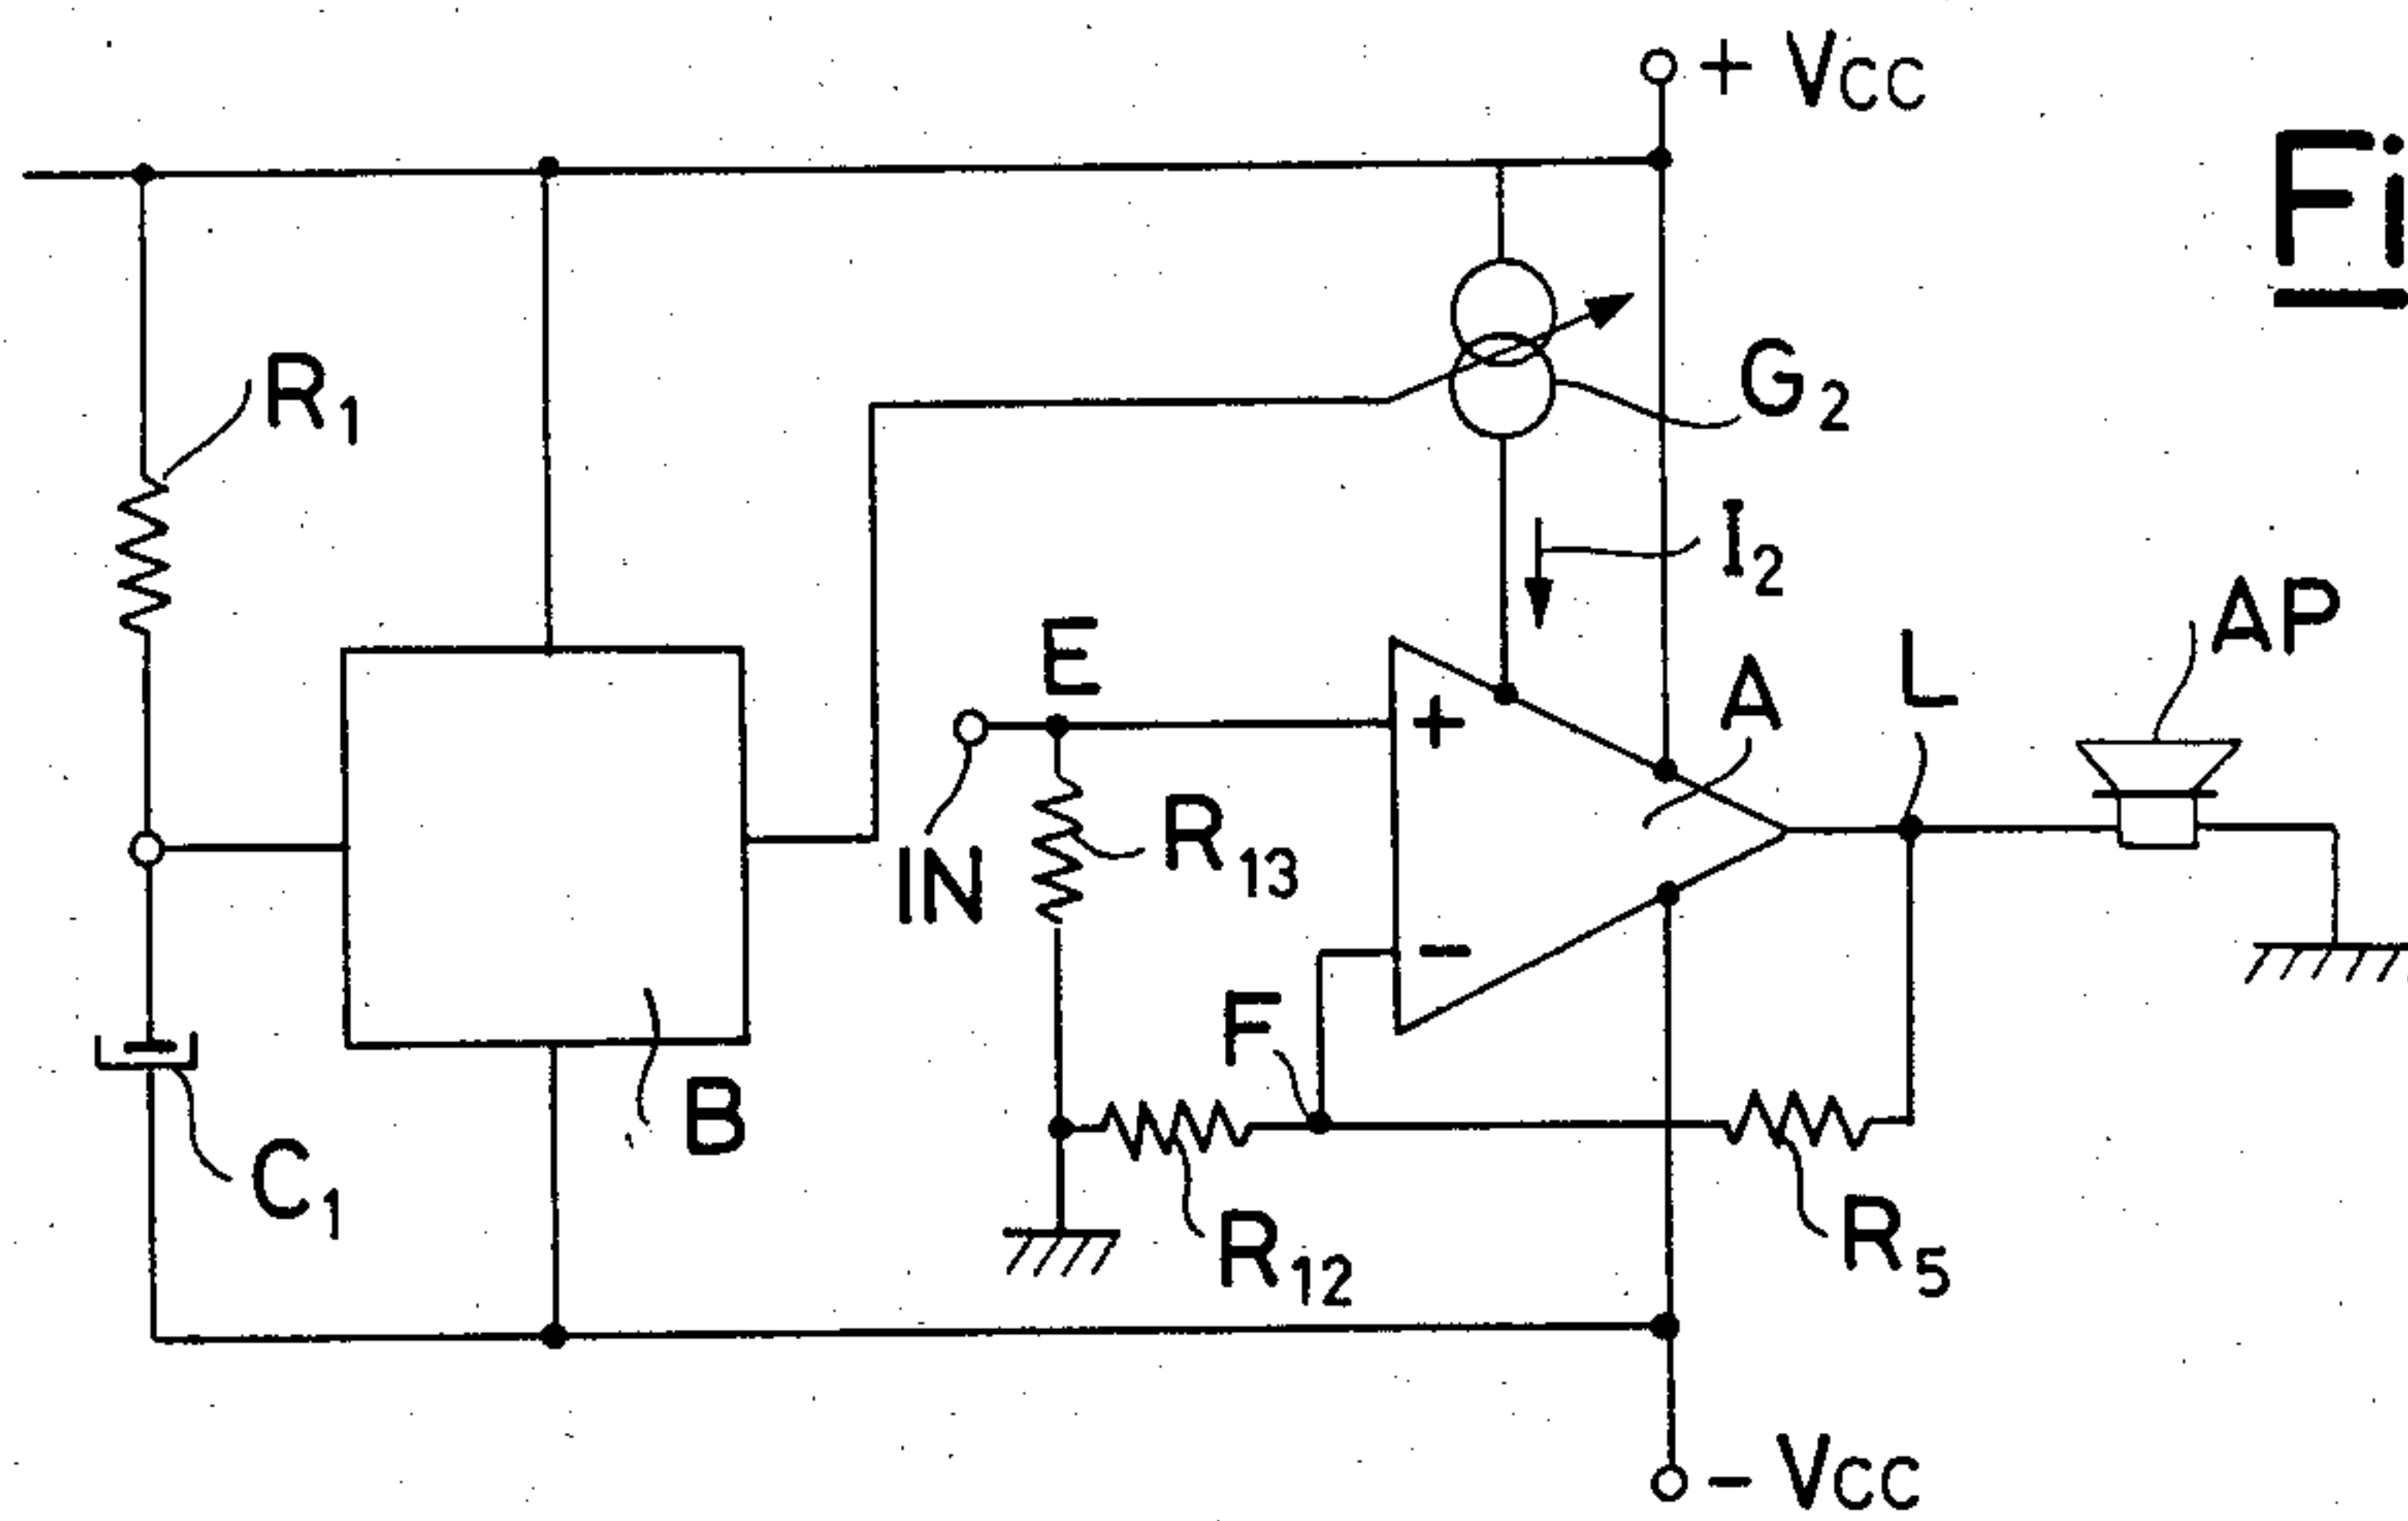 + Vcc
Fi
R1
G2
I2
AP
E
A
L
+
R13
IN
-
F
B
C1
R12
R5
- Vcc